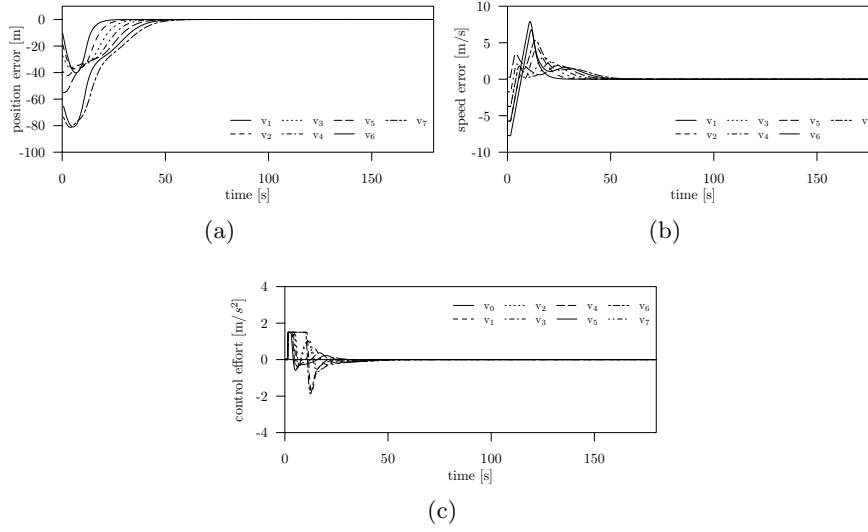 0
-20
-40
-60
-80
-100
position error [m]
v1 v3 v5 v7
v2 v4 v6
0 50 100 150
time [s]
(a)
10
5
0
-5
-10
speed error [m/s]
v1 v3 v5 v
v2 v4 v6
0 50 100 150
time [s]
(b)
4
2
0
-2
-4
control effort [m/s²]
v0 v2 v4 v6
v1 v3 v5 v7
0 50 100 150
time [s]
(c)